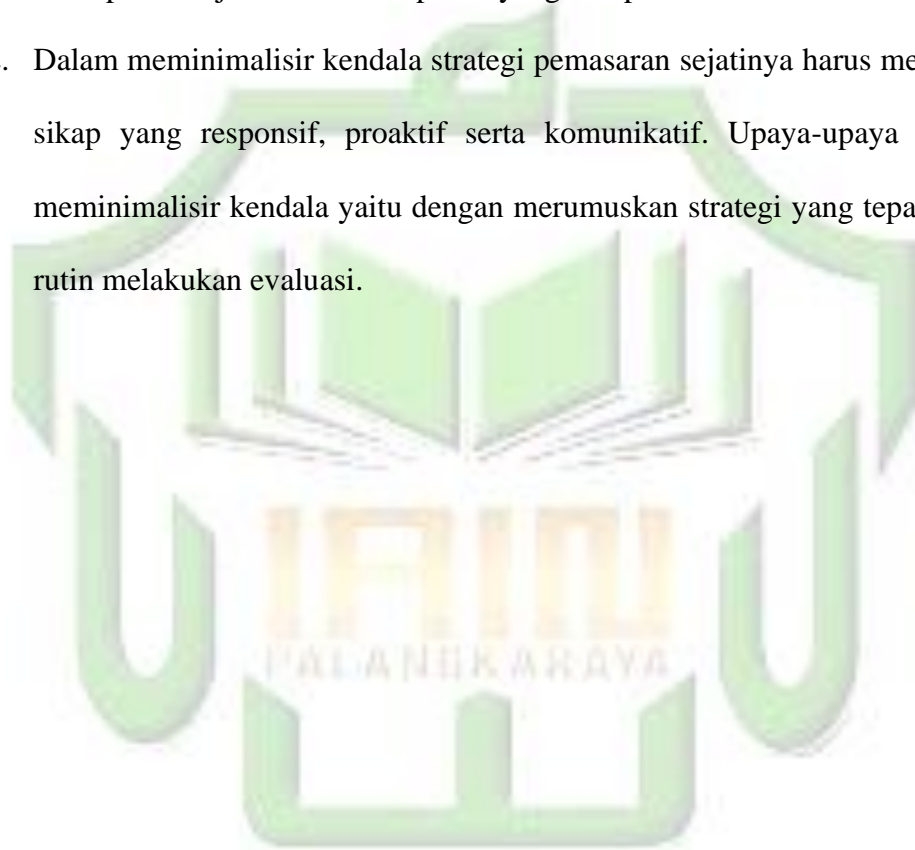 . Dalam meminimalisir kendala strategi pemasaran sejatinya harus me
sikap yang responsif, proaktif serta komunikatif. Upaya-upaya
meminimalisir kendala yaitu dengan merumuskan strategi yang tepa
rutin melakukan evaluasi.
IAIN
PALANGKARAYA